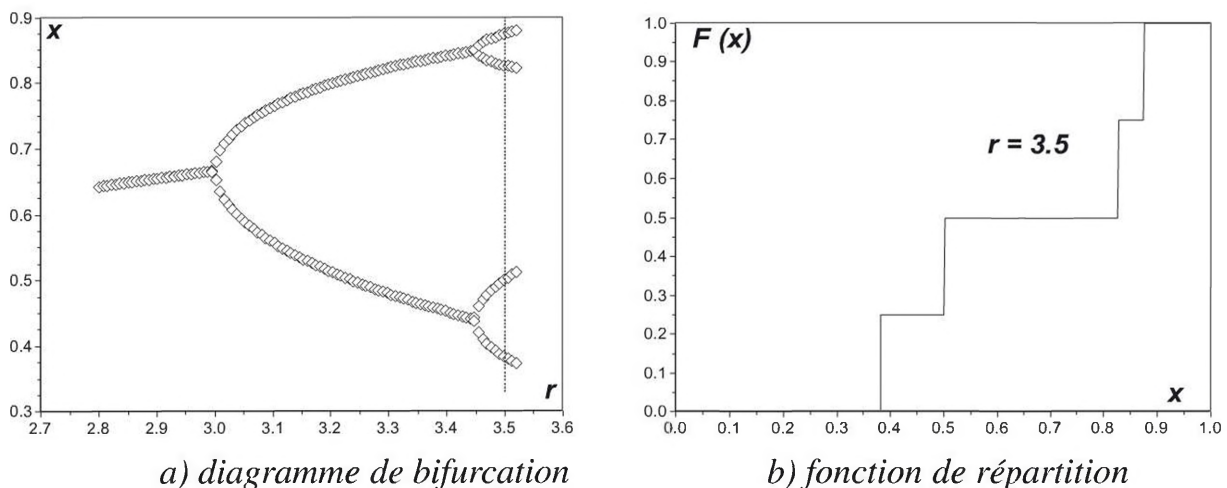 x
0.9
0.8
0.7
0.6
0.5
0.4
0.3
2.7 2.8 2.9 3.0 3.1 3.2 3.3 3.4 3.5 3.6
r
a) diagramme de bifurcation
F (x)
1.0
0.9
0.8
0.7
0.6
0.5
0.4
0.3
0.2
0.1
0.0
0.0 0.1 0.2 0.3 0.4 0.5 0.6 0.7 0.8 0.9 1.0
r = 3.5
x
b) fonction de répartition